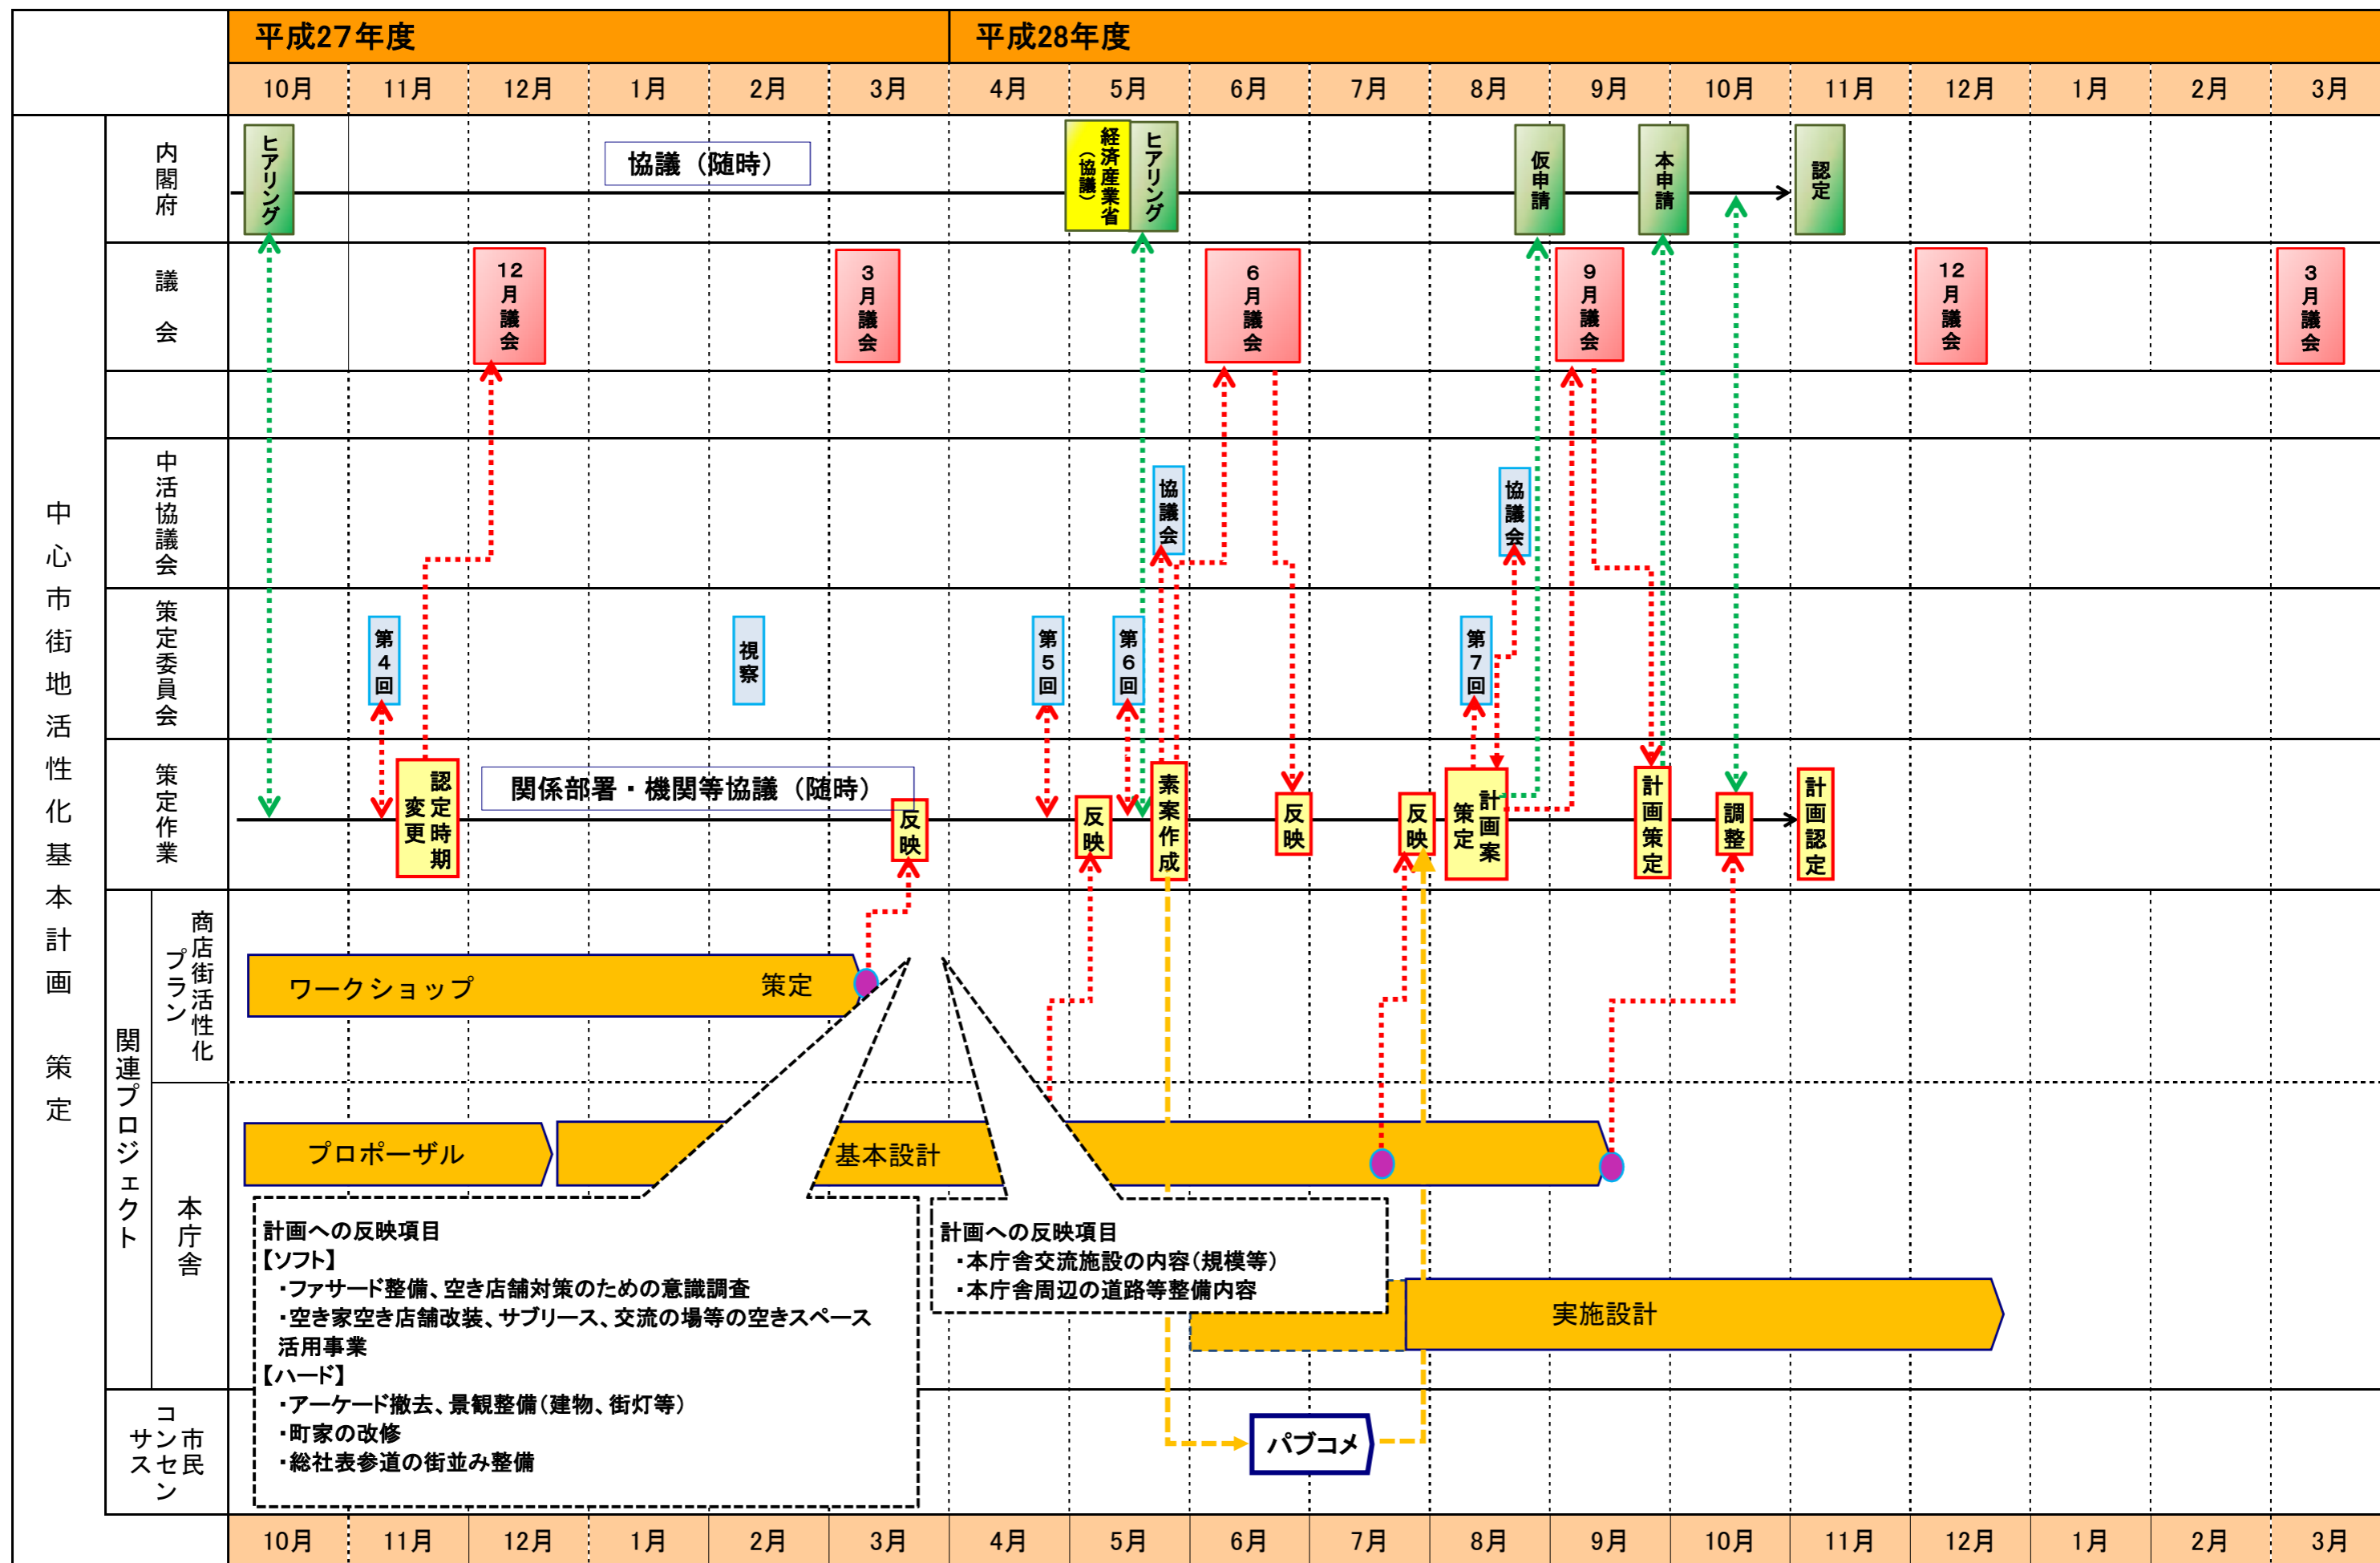 平成27年度
平成28年度
10月 11月 12月 1月 2月 3月 4月 5月 6月 7月 8月 9月 10月 11月 12月 1月 2月 3月
中心市街地活性化基本計画 策定
内閣府
ヒアリング
協議（随時）
経済産業省
（協議）
ヒアリング
仮申請
本申請
認定
議会
12月議会
3月議会
6月議会
9月議会
12月議会
3月議会
中活協議会
協議会
協議会
策定委員会
第4回
視察
第5回
第6回
第7回
策定作業
認定時期
変更
関係部署・機関等協議（随時）
反映
反映
素案作成
反映
反映
計画案
策定
計画策定
調整
計画認定
関連プロジェクト
商店街活性化
プラン
ワークショップ
策定
本庁舎
プロポーザル
基本設計
実施設計
計画への反映項目
【ソフト】
・ファサード整備、空き店舗対策のための意識調査
・空き家空き店舗改装、サブリース、交流の場等の空きスペース
活用事業
【ハード】
・アーケード撤去、景観整備（建物、街灯等）
・町家の改修
・総社表参道の街並み整備
計画への反映項目
・本庁舎交流施設の内容（規模等）
・本庁舎周辺の道路等整備内容
市民
コンセン
サス
パブコメ
10月 11月 12月 1月 2月 3月 4月 5月 6月 7月 8月 9月 10月 11月 12月 1月 2月 3月